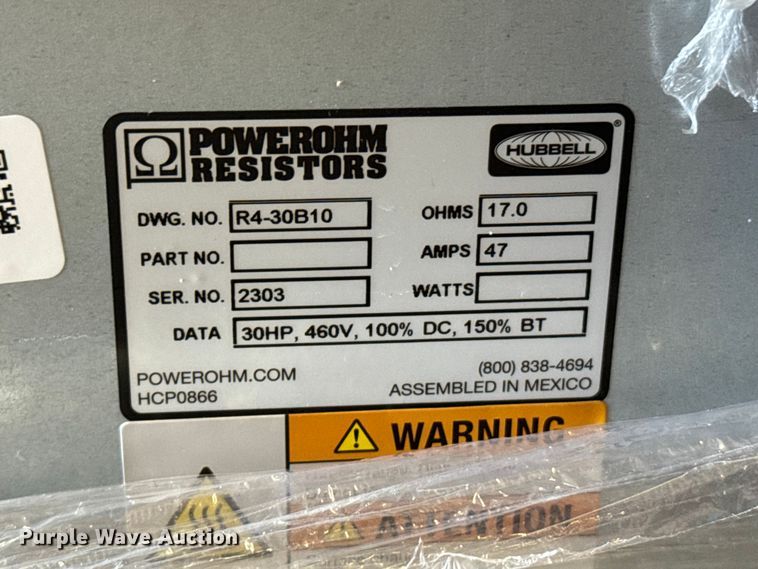 Ω POWEROHM
RESISTORS
HUBBELL®
DWG. NO. R4-30B10
OHMS 17.0
PART NO.
AMPS 47
SER. NO. 2303
WATTS
DATA 30HP, 460V, 100% DC, 150% BT
POWEROHM.COM
(800) 838-4694
HCP0866
ASSEMBLED IN MEXICO
WARNING
ATTENTION
Purple Wave Auction